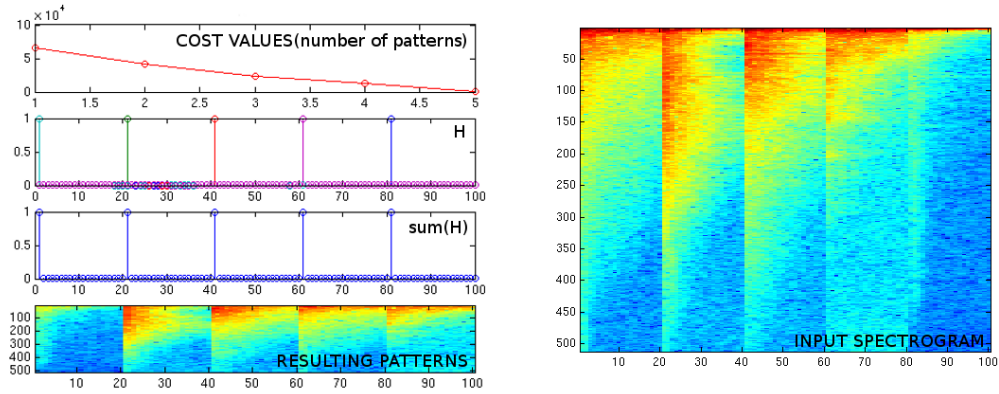 x 10^4
10
5
0
COST VALUES(number of patterns)
1 1.5 2 2.5 3 3.5 4 4.5 5
1
0.5
0
H
0 10 20 30 40 50 60 70 80 90 100
1
0.5
0
sum(H)
0 10 20 30 40 50 60 70 80 90 100
100
200
300
400
500
RESULTING PATTERNS
0 10 20 30 40 50 60 70 80 90 100
50
100
150
200
250
300
350
400
450
500
INPUT SPECTROGRAM
10 20 30 40 50 60 70 80 90 100